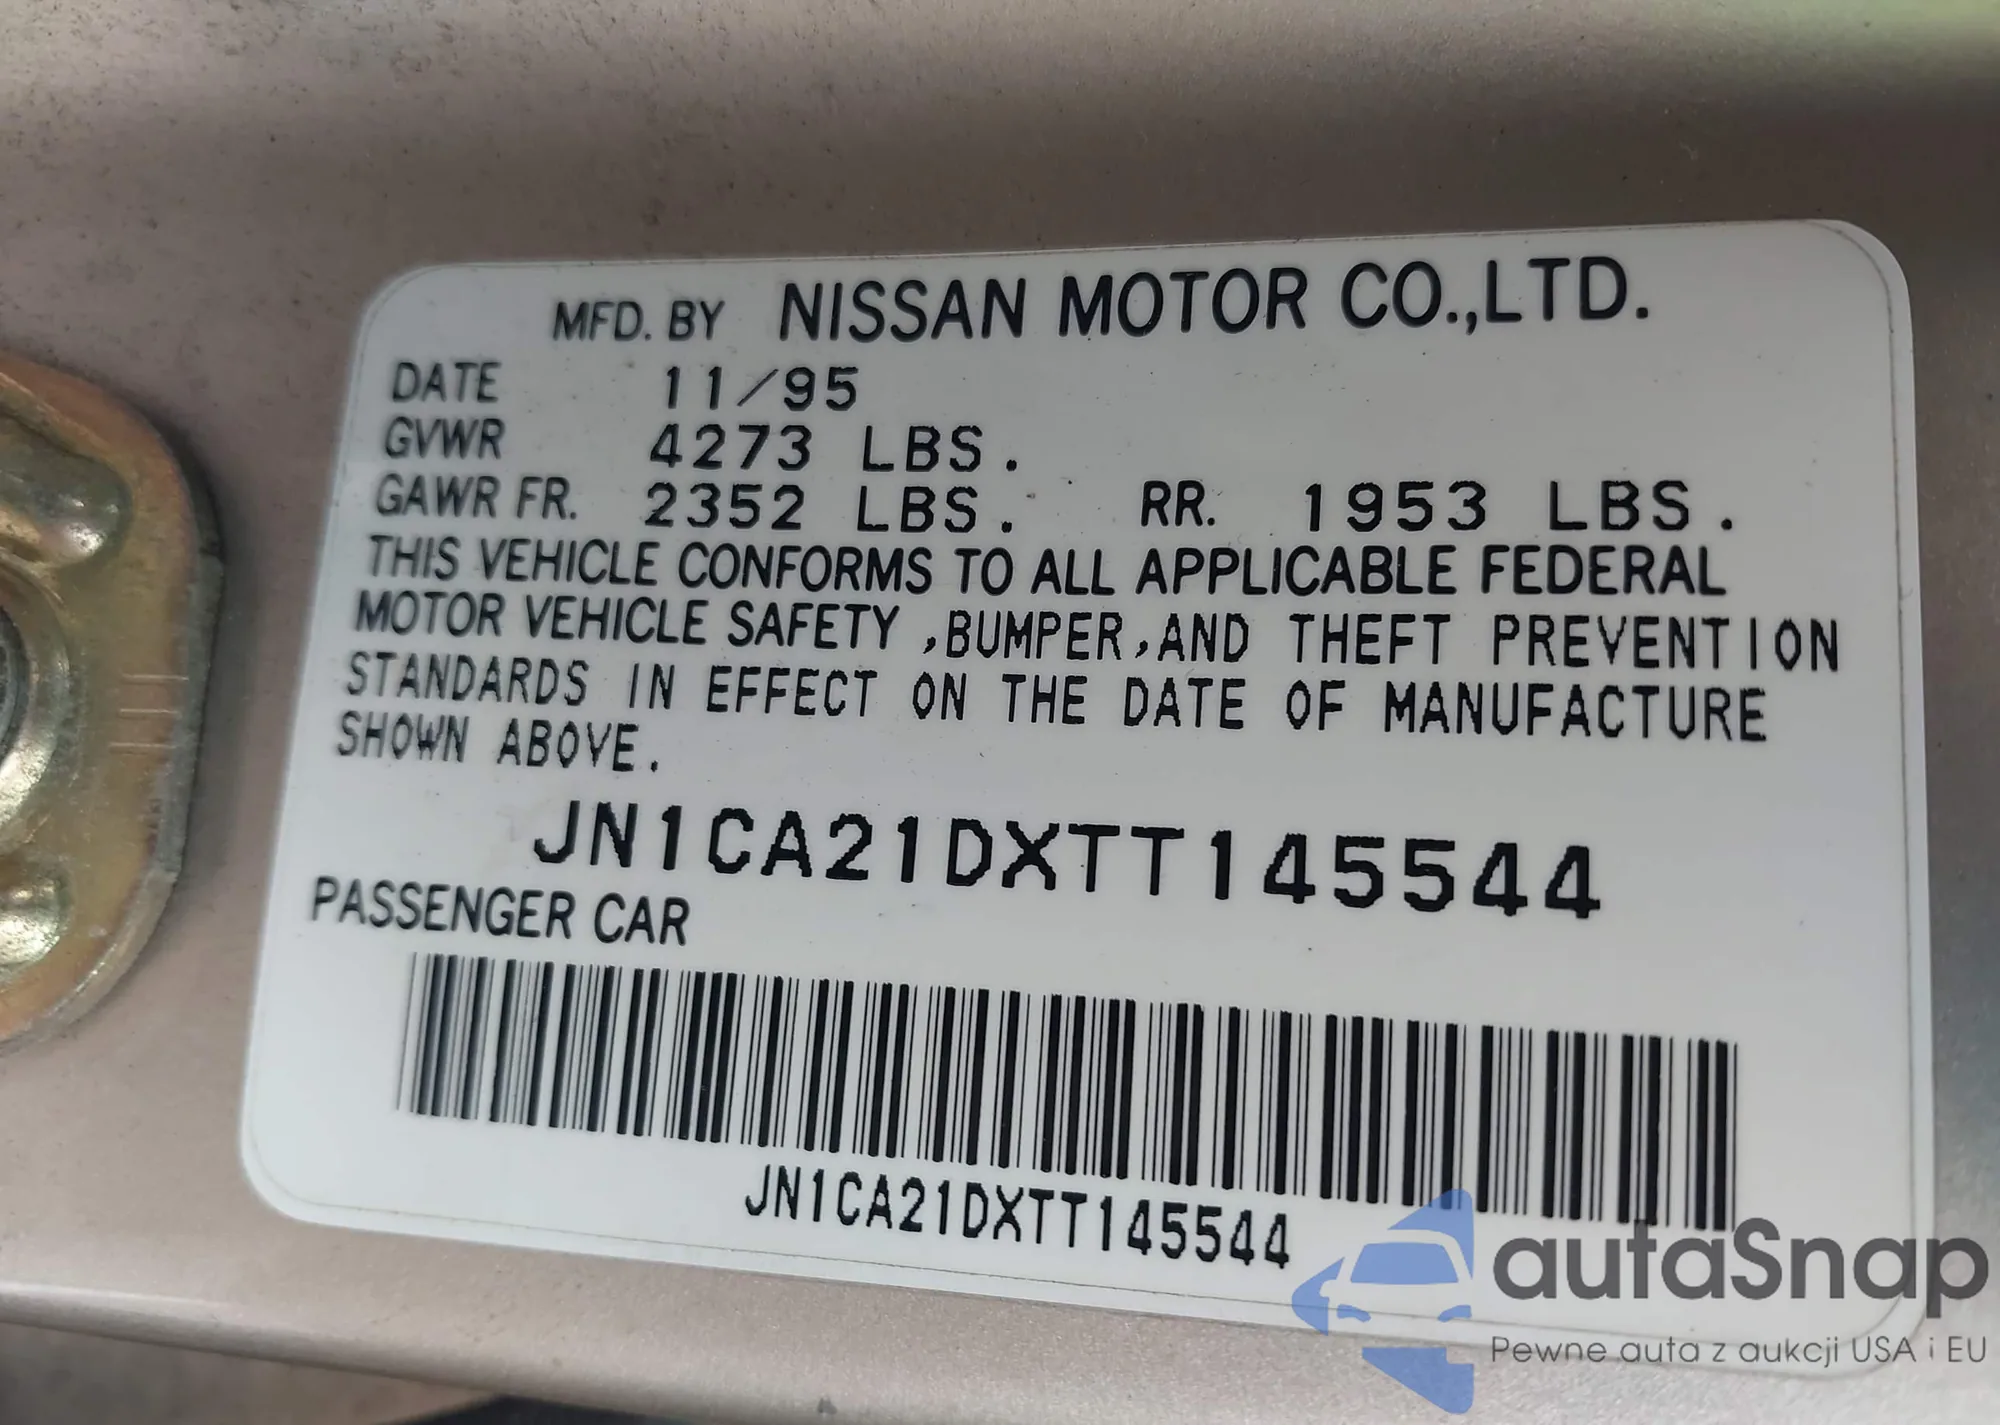 MFD. BY NISSAN MOTOR CO.,LTD.
DATE 11/95
GVWR 4273 LBS.
GAWR FR. 2352 LBS. RR. 1953 LBS.
THIS VEHICLE CONFORMS TO ALL APPLICABLE FEDERAL
MOTOR VEHICLE SAFETY ,BUMPER,AND THEFT PREVENTION
STANDARDS IN EFFECT ON THE DATE OF MANUFACTURE
SHOWN ABOVE.
JN1CA21DXTT145544
PASSENGER CAR
JN1CA21DXTT145544
autaSnap
Pewne auta z aukcji USA i EU